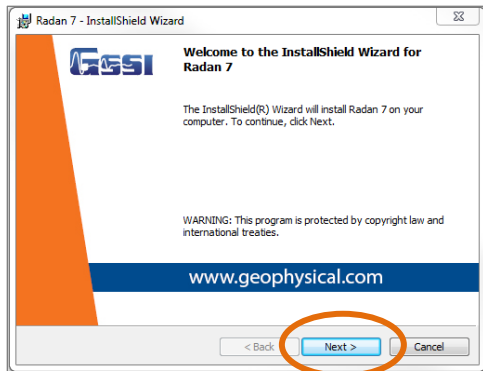 Radan 7 - InstallShield Wizard
GSSI
Welcome to the InstallShield Wizard for
Radan 7
The InstallShield(R) Wizard will install Radan 7 on your
computer. To continue, click Next.
WARNING: This program is protected by copyright law and
international treaties.
www.geophysical.com
< Back
Next >
Cancel